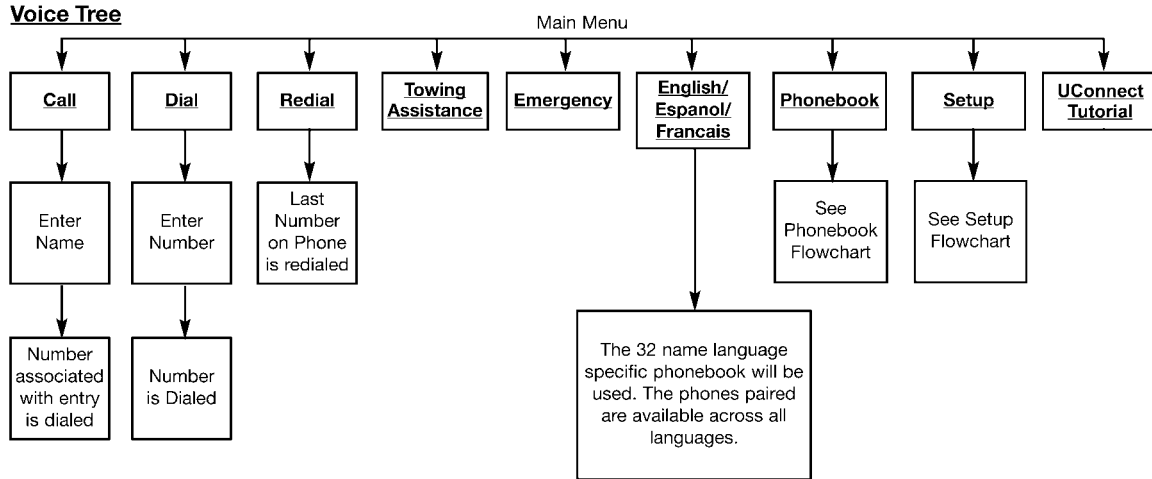 Voice Tree
Main Menu
Call
Dial
Redial
Towing
Assistance
Emergency
English/
Espanol/
Francais
Phonebook
Setup
UConnect
Tutorial
Enter
Name
Enter
Number
Last
Number
on Phone
is redialed
See
Phonebook
Flowchart
See Setup
Flowchart
Number
associated
with entry
is dialed
Number
is Dialed
The 32 name language
specific phonebook will be
used. The phones paired
are available across all
languages.